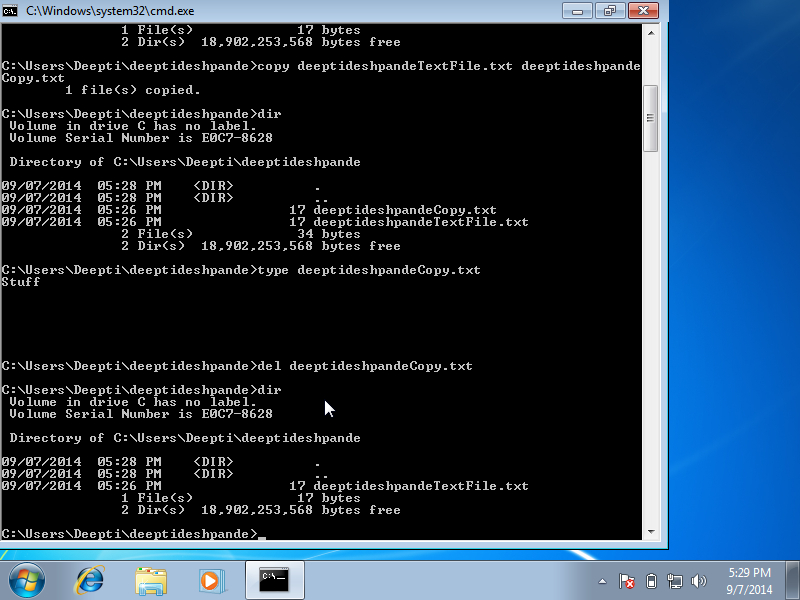 C:\Windows\system32\cmd.exe
1 File(s) 17 bytes
2 Dir(s) 18,902,253,568 bytes free
C:\Users\Deepti\deeptideshpande>copy deeptideshpandeTextFile.txt deeptideshpande
Copy.txt
1 file(s) copied.
C:\Users\Deepti\deeptideshpande>dir
Volume in drive C has no label.
Volume Serial Number is E0C7-8628
Directory of C:\Users\Deepti\deeptideshpande
09/07/2014 05:28 PM <DIR> .
09/07/2014 05:28 PM <DIR> ..
09/07/2014 05:26 PM 17 deeptideshpandeCopy.txt
09/07/2014 05:26 PM 17 deeptideshpandeTextFile.txt
2 File(s) 34 bytes
2 Dir(s) 18,902,253,568 bytes free
C:\Users\Deepti\deeptideshpande>type deeptideshpandeCopy.txt
Stuff
C:\Users\Deepti\deeptideshpande>del deeptideshpandeCopy.txt
C:\Users\Deepti\deeptideshpande>dir
Volume in drive C has no label.
Volume Serial Number is E0C7-8628
Directory of C:\Users\Deepti\deeptideshpande
09/07/2014 05:28 PM <DIR> .
09/07/2014 05:28 PM <DIR> ..
09/07/2014 05:26 PM 17 deeptideshpandeTextFile.txt
1 File(s) 17 bytes
2 Dir(s) 18,902,253,568 bytes free
C:\Users\Deepti\deeptideshpande>_
5:29 PM
9/7/2014